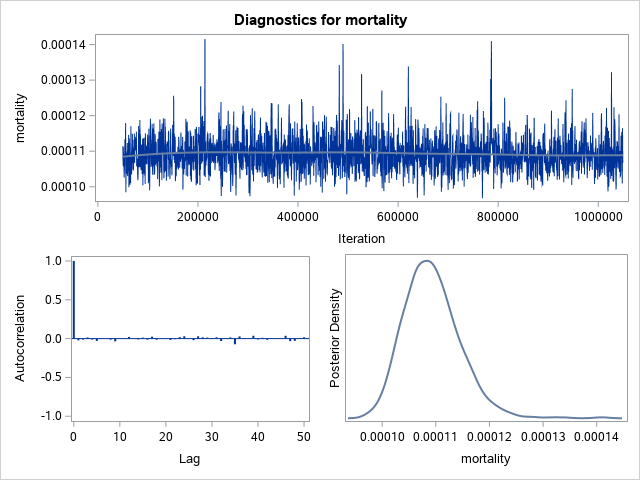 Diagnostics for mortality
mortality
0.00014
0.00013
0.00012
0.00011
0.00010
0 200000 400000 600000 800000 1000000
Iteration
Autocorrelation
1.0
0.5
0.0
-0.5
-1.0
0 10 20 30 40 50
Lag
Posterior Density
0.00010 0.00011 0.00012 0.00013 0.00014
mortality